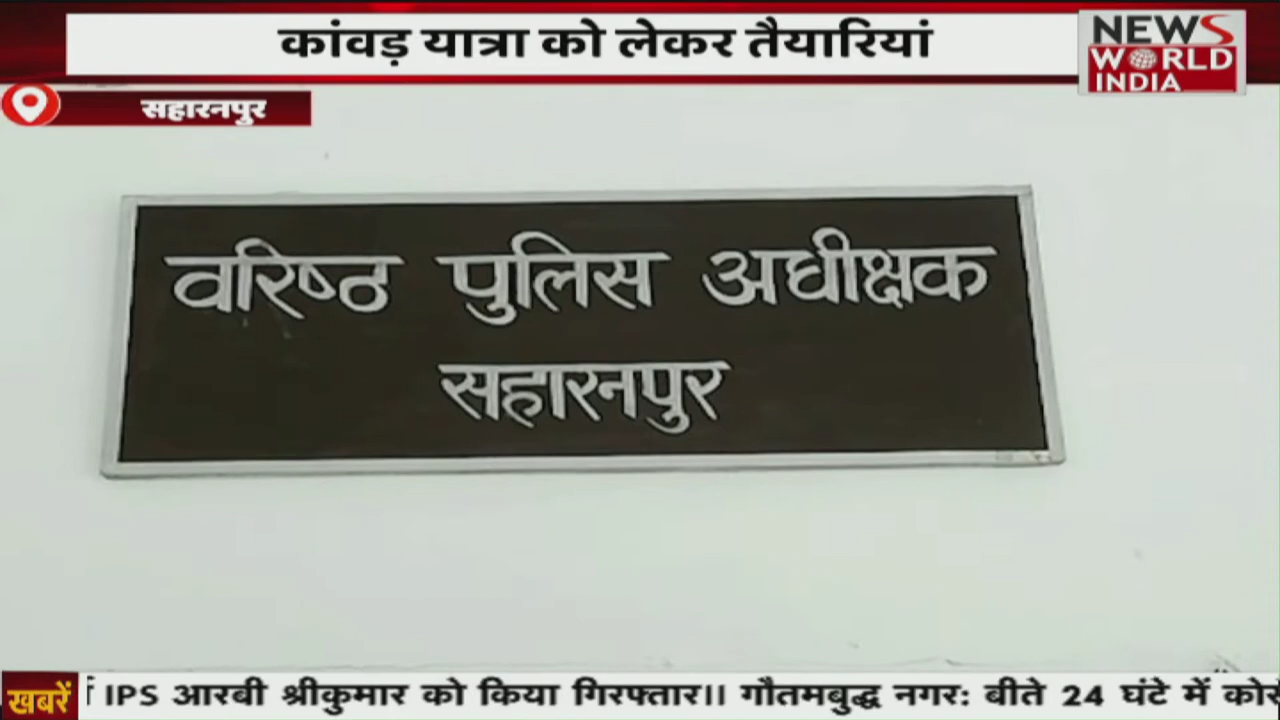 कांवड़ यात्रा को लेकर तैयारियां
NEWS
WORLD
INDIA
सहारनपुर
वरिष्ठ पुलिस अधीक्षक
सहारनपुर
खबरें
IPS आरबी श्रीकुमार को किया गिरफ्तार।। गौतमबुद्ध नगर: बीते 24 घंटे में